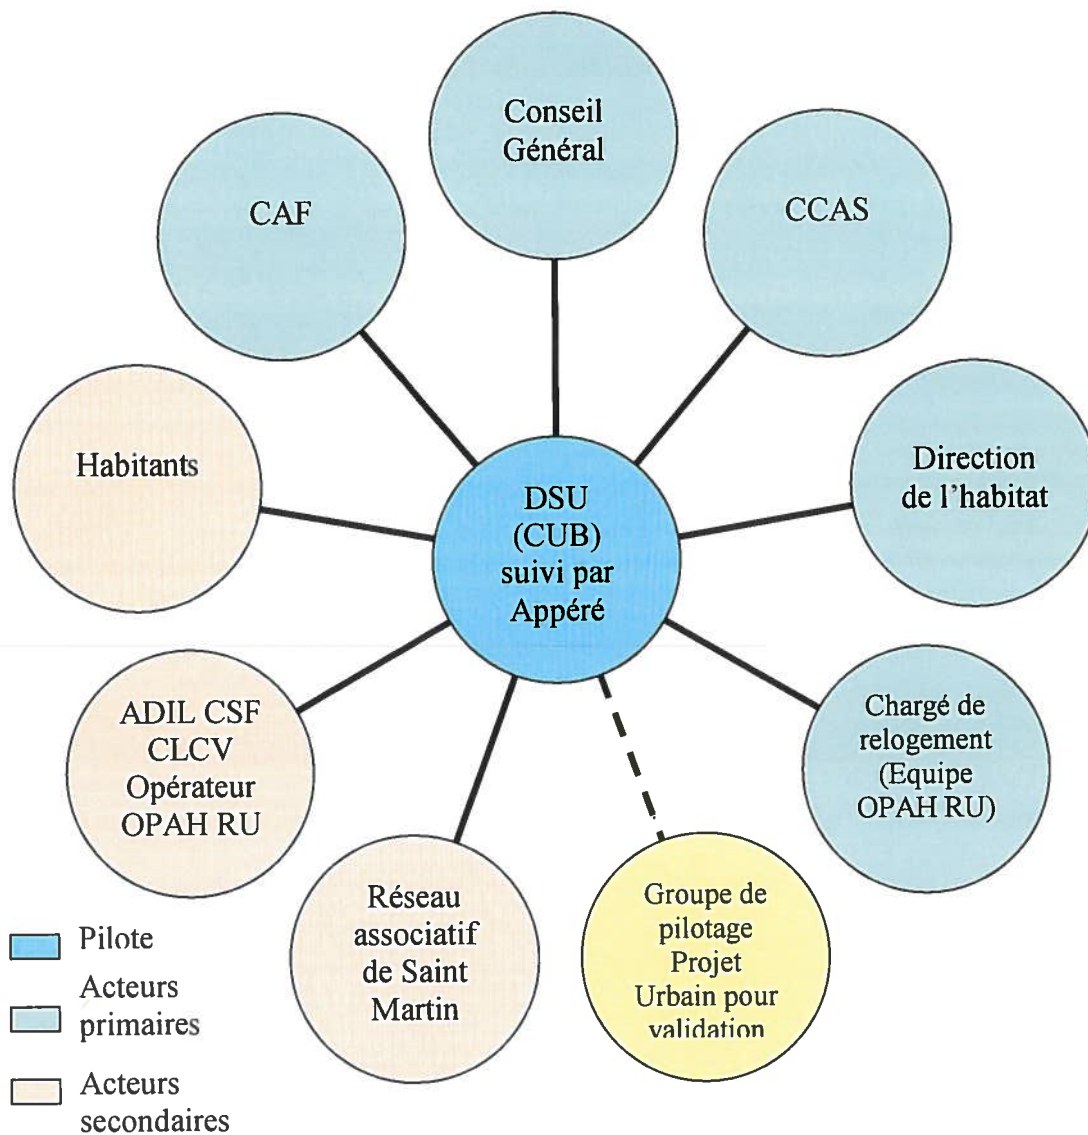 Conseil
Général
CAF
CCAS
Habitants
Direction
de l'habitat
DSU
(CUB)
suivi par
Appéré
ADIL CSF
CLCV
Opérateur
OPAH RU
Chargé de
relogement
(Equipe
OPAH RU)
Réseau
associatif
de Saint
Martin
Groupe de
pilotage
Projet
Urbain pour
validation
Pilote
Acteurs
primaires
Acteurs
secondaires